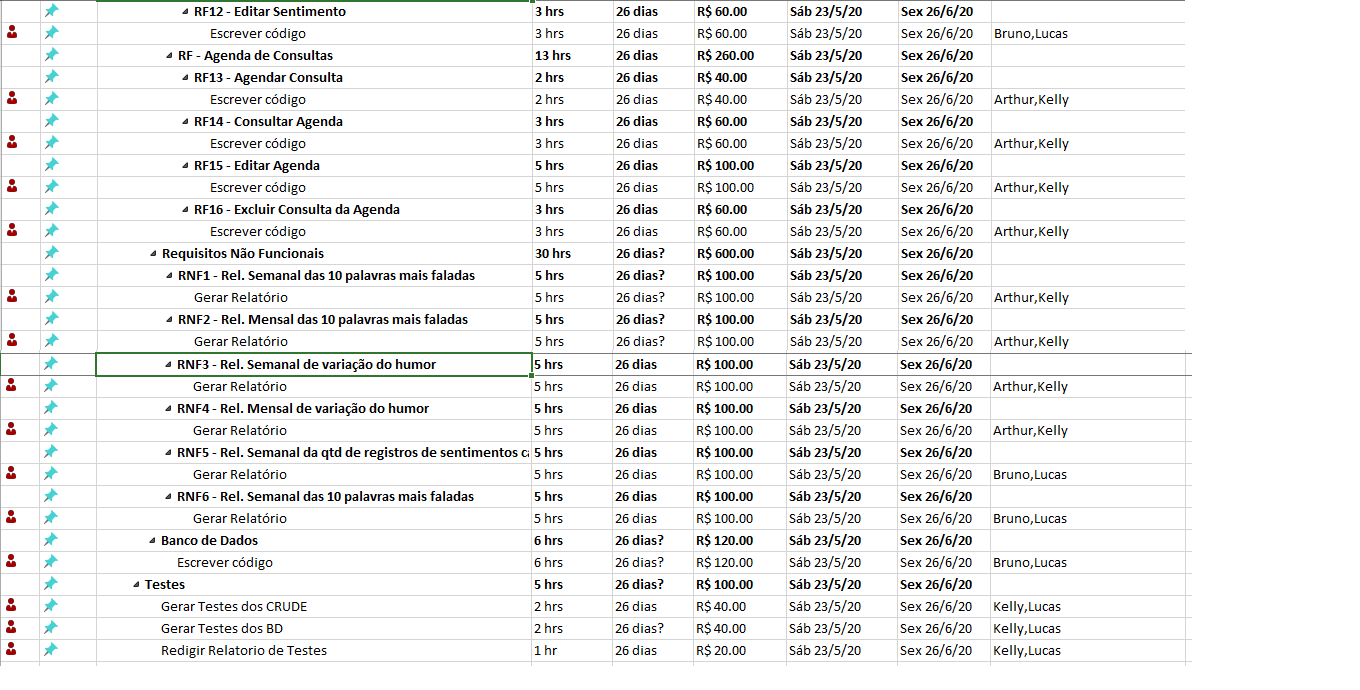 RF12 - Editar Sentimento 3 hrs 26 dias R$ 60.00 Sáb 23/5/20 Sex 26/6/20
Escrever código 3 hrs 26 dias R$ 60.00 Sáb 23/5/20 Sex 26/6/20 Bruno,Lucas
RF - Agenda de Consultas 13 hrs 26 dias R$ 260.00 Sáb 23/5/20 Sex 26/6/20
RF13 - Agendar Consulta 2 hrs 26 dias R$ 40.00 Sáb 23/5/20 Sex 26/6/20
Escrever código 2 hrs 26 dias R$ 40.00 Sáb 23/5/20 Sex 26/6/20 Arthur,Kelly
RF14 - Consultar Agenda 3 hrs 26 dias R$ 60.00 Sáb 23/5/20 Sex 26/6/20
Escrever código 3 hrs 26 dias R$ 60.00 Sáb 23/5/20 Sex 26/6/20 Arthur,Kelly
RF15 - Editar Agenda 5 hrs 26 dias R$ 100.00 Sáb 23/5/20 Sex 26/6/20
Escrever código 5 hrs 26 dias R$ 100.00 Sáb 23/5/20 Sex 26/6/20 Arthur,Kelly
RF16 - Excluir Consulta da Agenda 3 hrs 26 dias R$ 60.00 Sáb 23/5/20 Sex 26/6/20
Escrever código 3 hrs 26 dias R$ 60.00 Sáb 23/5/20 Sex 26/6/20 Arthur,Kelly
Requisitos Não Funcionais 30 hrs 26 dias? R$ 600.00 Sáb 23/5/20 Sex 26/6/20
RNF1 - Rel. Semanal das 10 palavras mais faladas 5 hrs 26 dias? R$ 100.00 Sáb 23/5/20 Sex 26/6/20
Gerar Relatório 5 hrs 26 dias? R$ 100.00 Sáb 23/5/20 Sex 26/6/20 Arthur,Kelly
RNF2 - Rel. Mensal das 10 palavras mais faladas 5 hrs 26 dias? R$ 100.00 Sáb 23/5/20 Sex 26/6/20
Gerar Relatório 5 hrs 26 dias? R$ 100.00 Sáb 23/5/20 Sex 26/6/20 Arthur,Kelly
RNF3 - Rel. Semanal de variação do humor 5 hrs 26 dias R$ 100.00 Sáb 23/5/20 Sex 26/6/20
Gerar Relatório 5 hrs 26 dias R$ 100.00 Sáb 23/5/20 Sex 26/6/20 Arthur,Kelly
RNF4 - Rel. Mensal de variação do humor 5 hrs 26 dias R$ 100.00 Sáb 23/5/20 Sex 26/6/20
Gerar Relatório 5 hrs 26 dias R$ 100.00 Sáb 23/5/20 Sex 26/6/20 Arthur,Kelly
RNF5 - Rel. Semanal da qtd de registros de sentimentos ca 5 hrs 26 dias R$ 100.00 Sáb 23/5/20 Sex 26/6/20
Gerar Relatório 5 hrs 26 dias R$ 100.00 Sáb 23/5/20 Sex 26/6/20 Bruno,Lucas
RNF6 - Rel. Semanal das 10 palavras mais faladas 5 hrs 26 dias R$ 100.00 Sáb 23/5/20 Sex 26/6/20
Gerar Relatório 5 hrs 26 dias R$ 100.00 Sáb 23/5/20 Sex 26/6/20 Bruno,Lucas
Banco de Dados 6 hrs 26 dias? R$ 120.00 Sáb 23/5/20 Sex 26/6/20
Escrever código 6 hrs 26 dias? R$ 120.00 Sáb 23/5/20 Sex 26/6/20 Bruno,Lucas
Testes 5 hrs 26 dias? R$ 100.00 Sáb 23/5/20 Sex 26/6/20
Gerar Testes dos CRUDE 2 hrs 26 dias R$ 40.00 Sáb 23/5/20 Sex 26/6/20 Kelly,Lucas
Gerar Testes dos BD 2 hrs 26 dias? R$ 40.00 Sáb 23/5/20 Sex 26/6/20 Kelly,Lucas
Redigir Relatorio de Testes 1 hr 26 dias R$ 20.00 Sáb 23/5/20 Sex 26/6/20 Kelly,Lucas